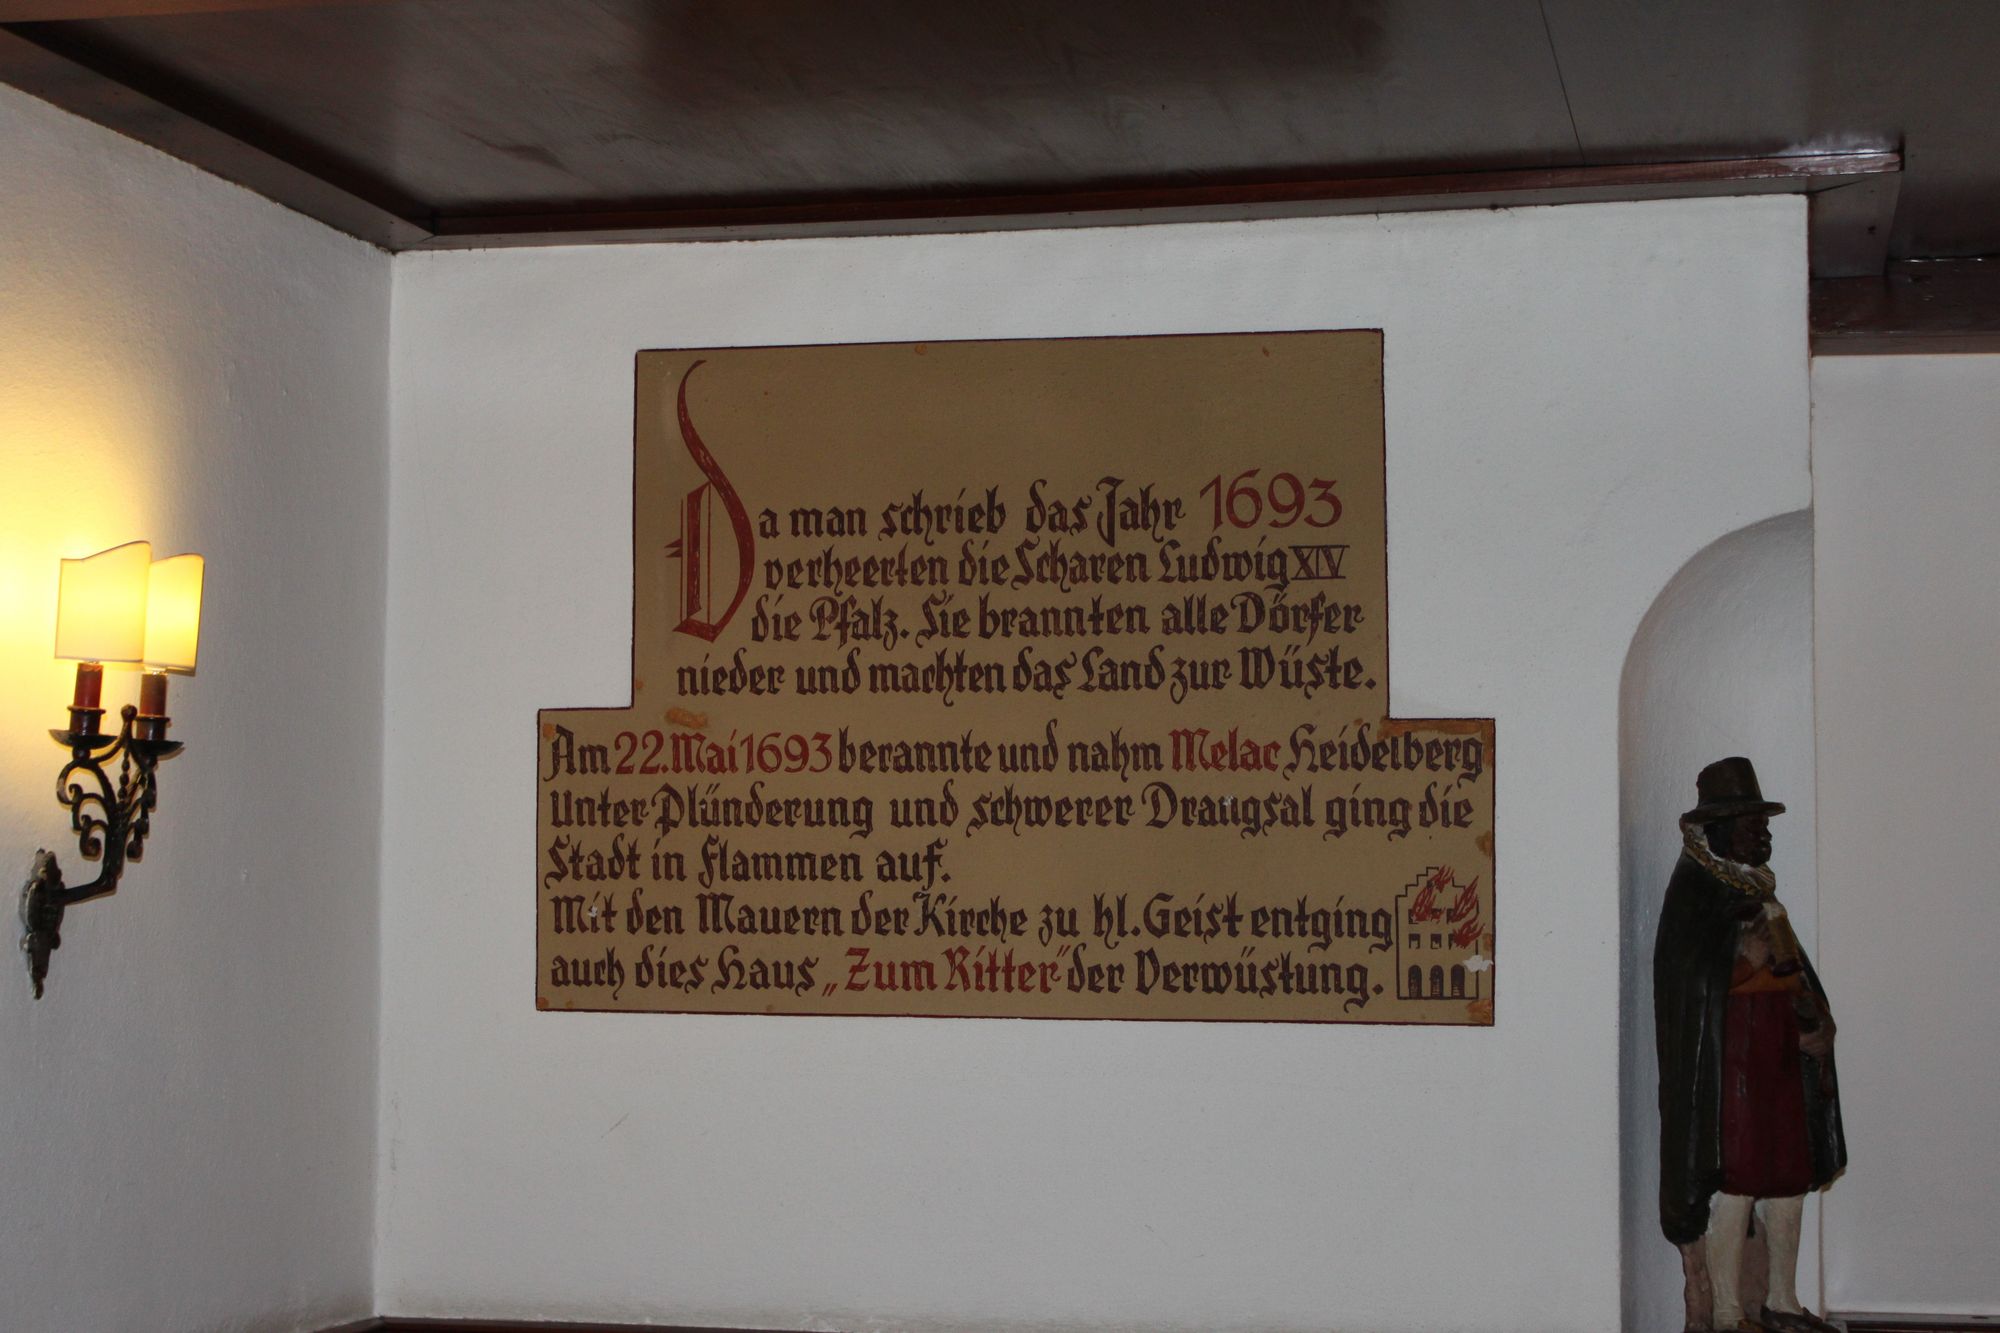 Da man schrieb das Jahr 1693
verheerten die Scharen Ludwig XIV
die Pfalz. Sie brannten alle Dörfer
nieder und machten das Land zur Wüste.
Am 22. Mai 1693 berannte und nahm Melac Heidelberg
Unter Plünderung und schwerer Drangsal ging die
Stadt in Flammen auf.
Mit den Mauern der Kirche zu hl. Geist entging
auch dies Haus „Zum Ritter" der Verwüstung.